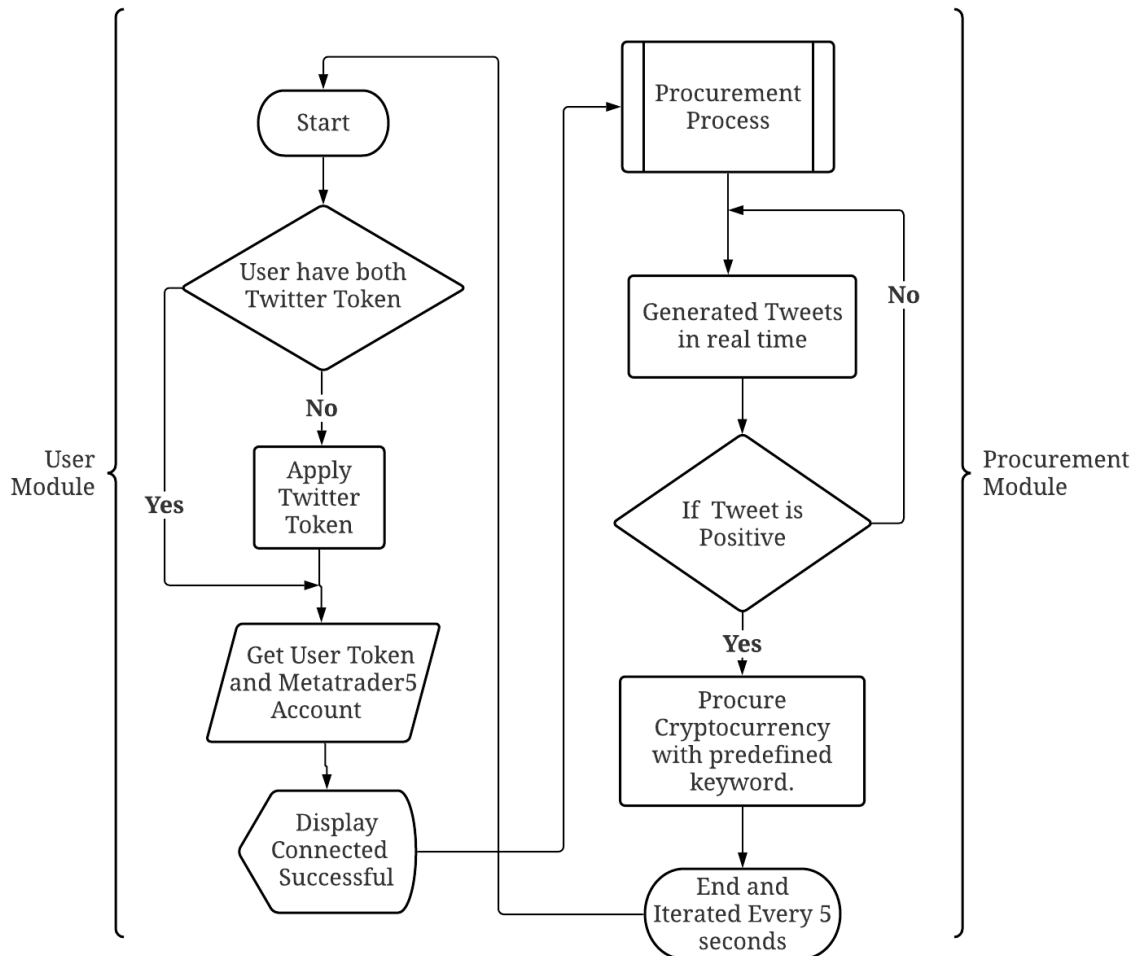 Start
User have both
Twitter Token
No
Apply
Twitter
Token
Yes
User
Module
Get User Token
and Metatrader5
Account
Display
Connected
Successful
Procurement
Process
Generated Tweets
in real time
No
If Tweet is
Positive
Yes
Procurement
Module
Procure
Cryptocurrency
with predefined
keyword.
End and
Iterated Every 5
seconds